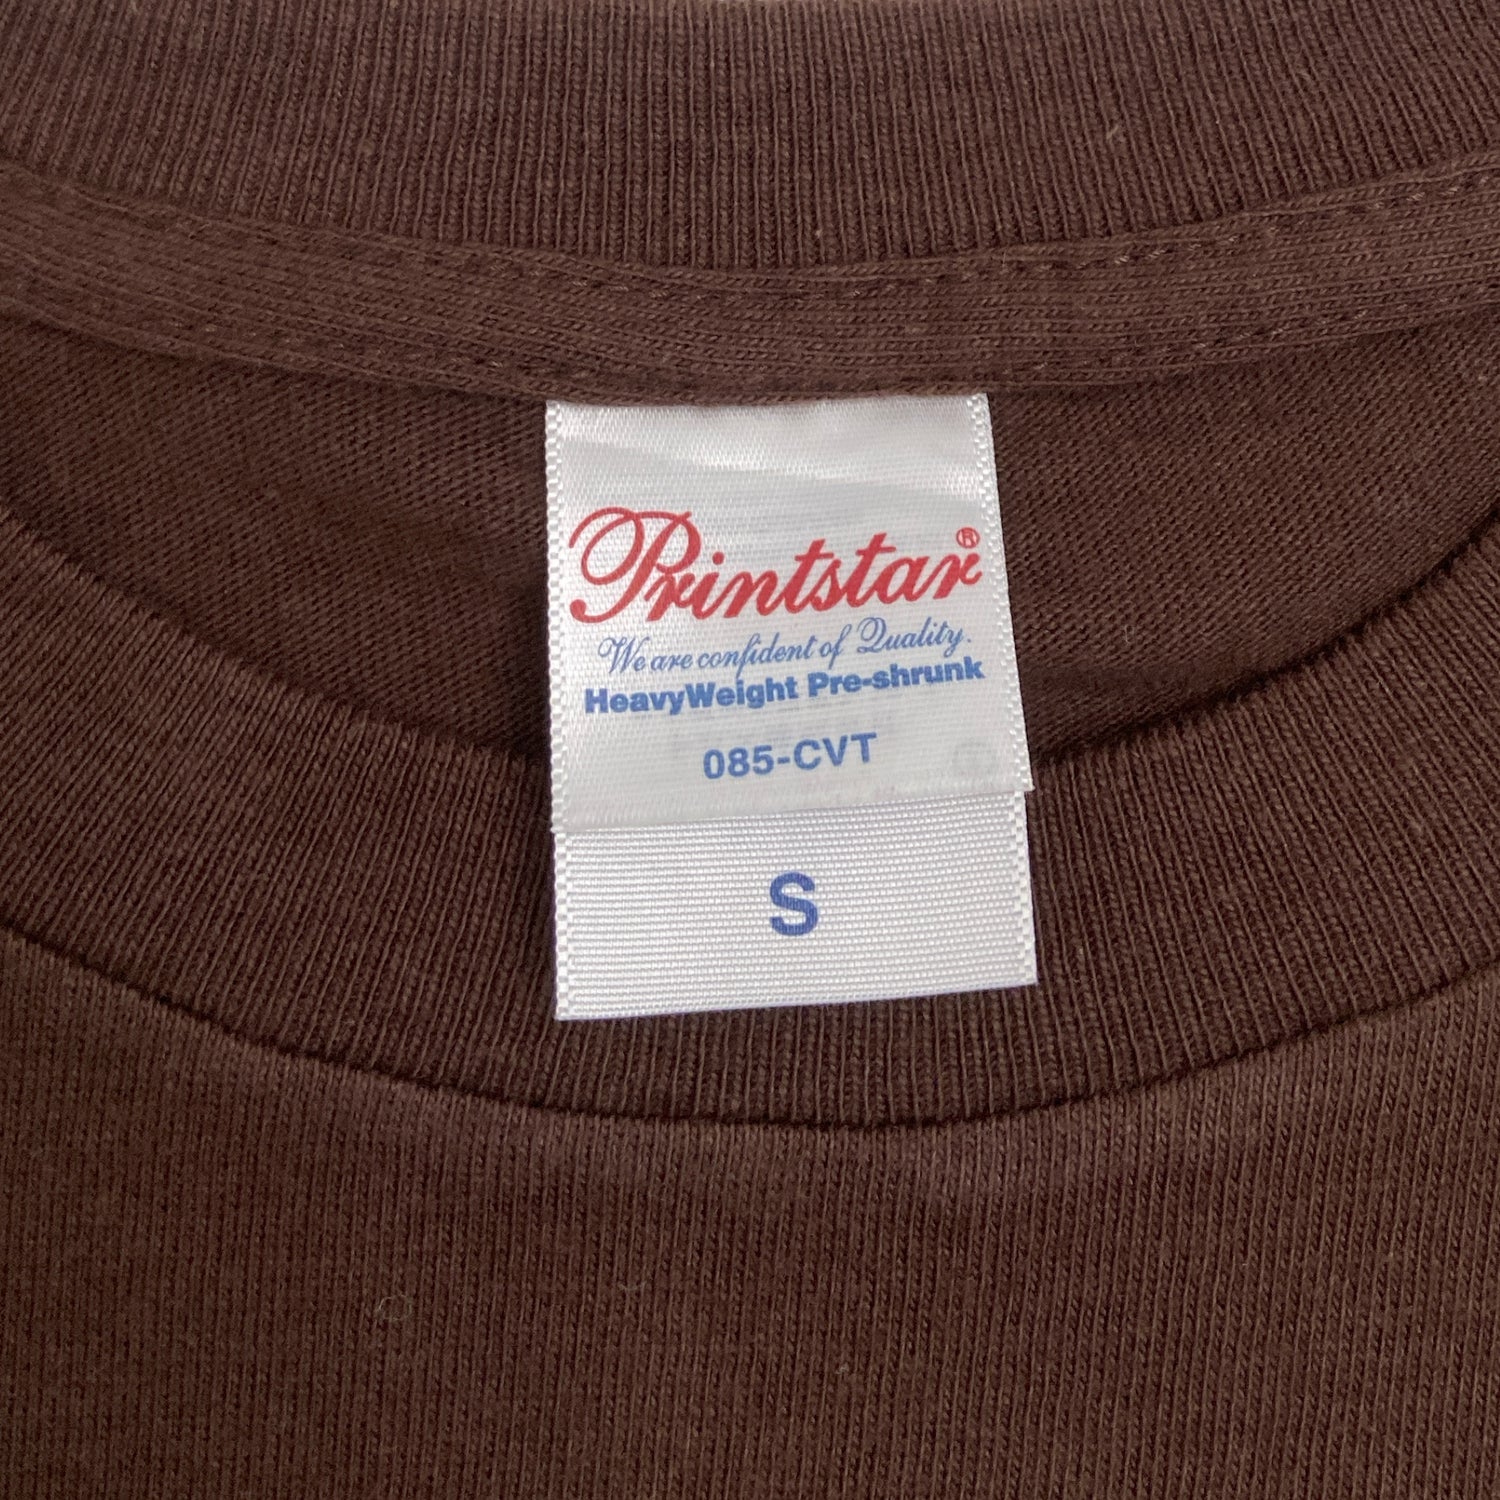 Printstar®
We are confident of Quality.
HeavyWeight Pre-shrunk
085-CVT
S